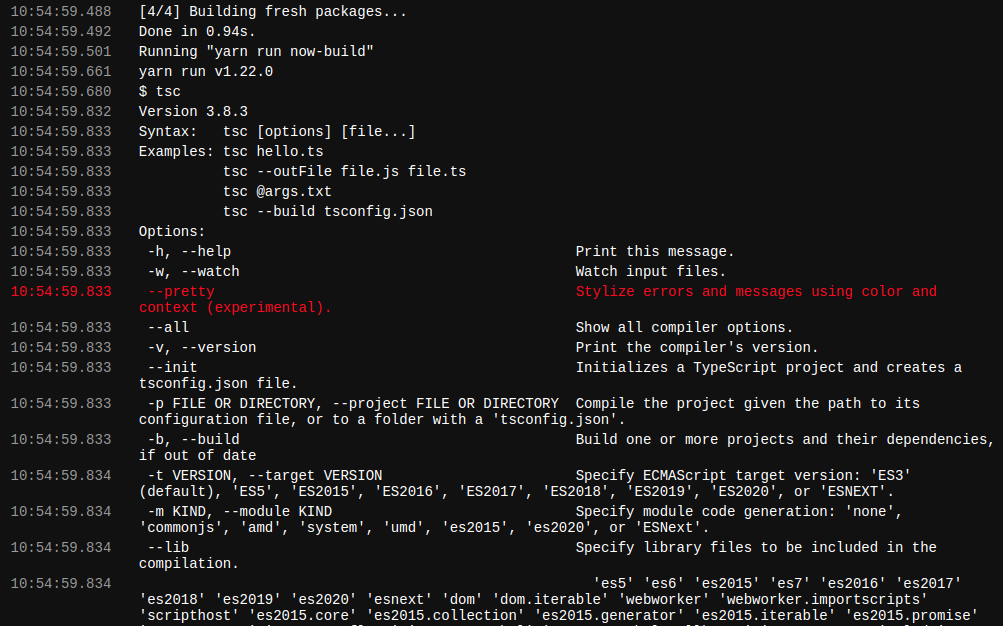 10:54:59.488 [4/4] Building fresh packages...
10:54:59.492 Done in 0.94s.
10:54:59.501 Running "yarn run now-build"
10:54:59.661 yarn run v1.22.0
10:54:59.680 $ tsc
10:54:59.832 Version 3.8.3
10:54:59.833 Syntax:   tsc [options] [file...]
10:54:59.833 Examples: tsc hello.ts
10:54:59.833           tsc --outFile file.js file.ts
10:54:59.833           tsc @args.txt
10:54:59.833           tsc --build tsconfig.json
10:54:59.833 Options:
10:54:59.833  -h, --help                                         Print this message.
10:54:59.833  -w, --watch                                        Watch input files.
10:54:59.833  --pretty                                           Stylize errors and messages using color and
context (experimental).
10:54:59.833  --all                                              Show all compiler options.
10:54:59.833  -v, --version                                      Print the compiler's version.
10:54:59.833  --init                                             Initializes a TypeScript project and creates a
tsconfig.json file.
10:54:59.833  -p FILE OR DIRECTORY, --project FILE OR DIRECTORY  Compile the project given the path to its
configuration file, or to a folder with a 'tsconfig.json'.
10:54:59.833  -b, --build                                        Build one or more projects and their dependencies,
if out of date
10:54:59.834  -t VERSION, --target VERSION                       Specify ECMAScript target version: 'ES3'
(default), 'ES5', 'ES2015', 'ES2016', 'ES2017', 'ES2018', 'ES2019', 'ES2020', or 'ESNEXT'.
10:54:59.834  -m KIND, --module KIND                             Specify module code generation: 'none',
'commonjs', 'amd', 'system', 'umd', 'es2015', 'es2020', or 'ESNext'.
10:54:59.834  --lib                                              Specify library files to be included in the
compilation.
10:54:59.834                                                       'es5' 'es6' 'es2015' 'es7' 'es2016' 'es2017'
'es2018' 'es2019' 'es2020' 'esnext' 'dom' 'dom.iterable' 'webworker' 'webworker.importscripts'
'scripthost' 'es2015.core' 'es2015.collection' 'es2015.generator' 'es2015.iterable' 'es2015.promise'